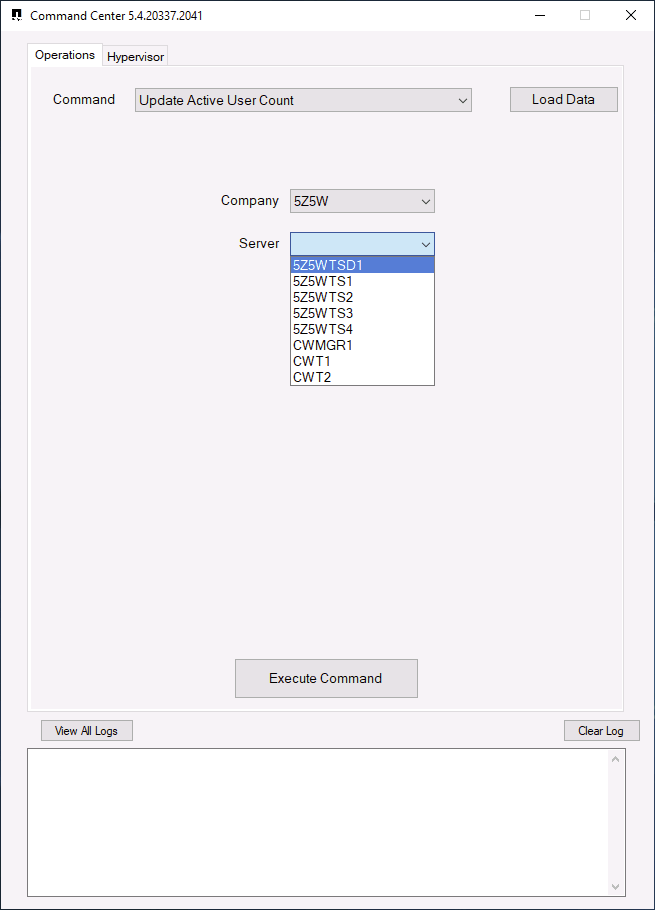 Command Center 5.4.20337.2041
Operations
Hypervisor
Command
Update Active User Count
Load Data
Company
5Z5W
Server
5Z5WTSD1
5Z5WTS1
5Z5WTS2
5Z5WTS3
5Z5WTS4
CWMGR1
CWT1
CWT2
Execute Command
View All Logs
Clear Log